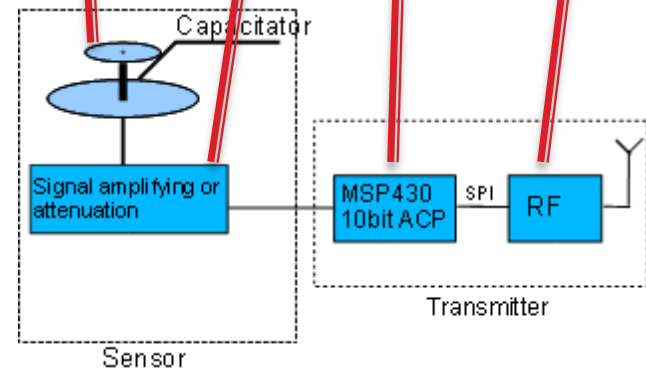 Capacitator
Signal amplifying or
attenuation
MSP430
10bit ACP
SPI
RF
Transmitter
Sensor